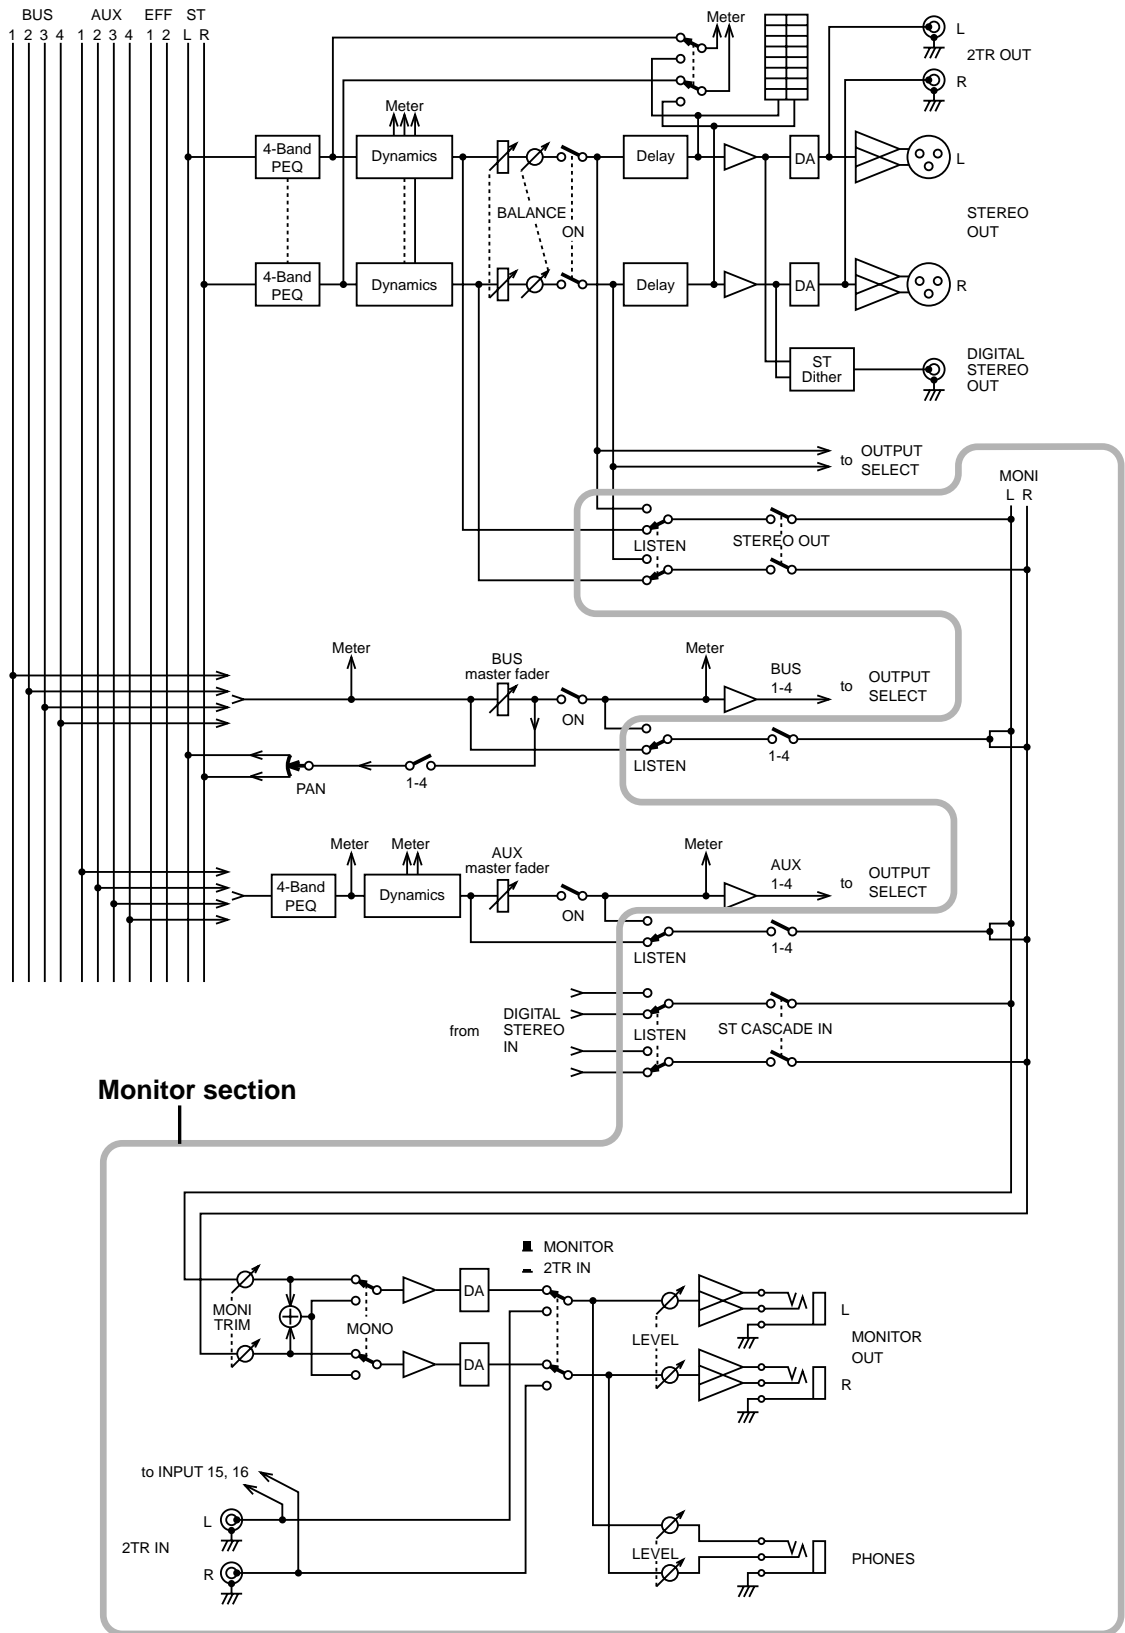 BUS AUX EFF ST
1 2 3 4 1 2 3 4 1 2 L R
Meter
L
2TR OUT
R
Meter
4-Band
PEQ
Dynamics
Delay
DA
L
BALANCE
ON
STEREO
OUT
4-Band
PEQ
Dynamics
Delay
DA
R
ST
Dither
DIGITAL
STEREO
OUT
to OUTPUT
SELECT
MONI
L R
LISTEN
STEREO OUT
Meter
BUS
master fader
Meter
BUS
1-4
to OUTPUT
SELECT
ON
LISTEN
1-4
1-4
PAN
Meter
Meter
AUX
master fader
Meter
AUX
1-4
to OUTPUT
SELECT
4-Band
PEQ
Dynamics
ON
LISTEN
1-4
from
DIGITAL
STEREO
IN
LISTEN
ST CASCADE IN
Monitor section
MONITOR
2TR IN
MONI
TRIM
MONO
DA
DA
LEVEL
L
MONITOR
OUT
R
to INPUT 15, 16
L
2TR IN
R
LEVEL
PHONES